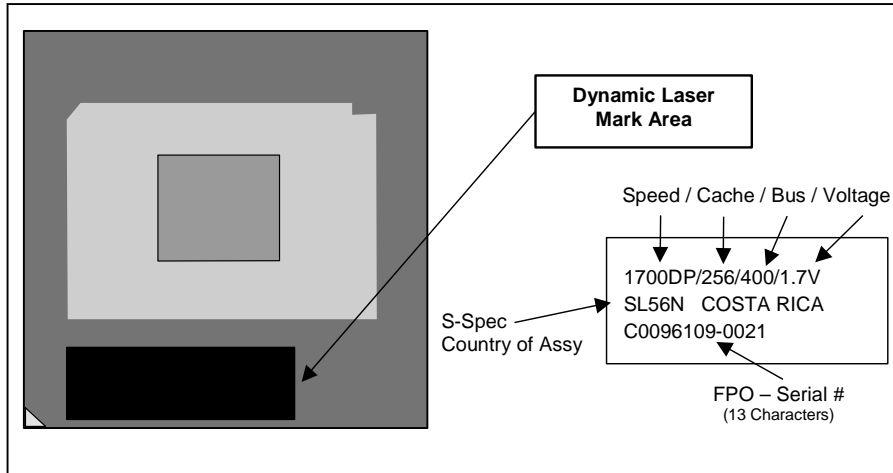 Dynamic Laser
Mark Area
Speed / Cache / Bus / Voltage
1700DP/256/400/1.7V
SL56N COSTA RICA
C0096109-0021
S-Spec
Country of Assy
FPO – Serial #
(13 Characters)